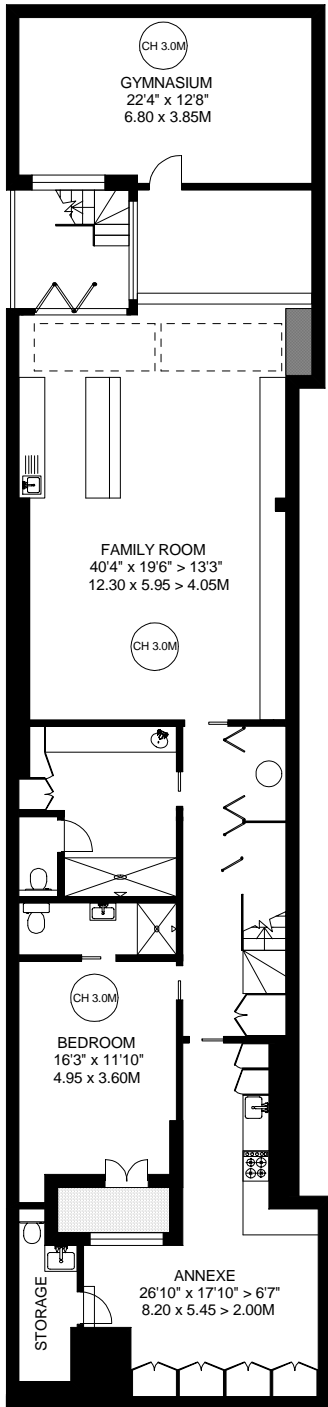 CH 3.0M
GYMNASIUM
22'4" x 12'8"
6.80 x 3.85M
FAMILY ROOM
40'4" x 19'6" > 13'3"
12.30 x 5.95 > 4.05M
CH 3.0M
CH 3.0M
BEDROOM
16'3" x 11'10"
4.95 x 3.60M
ANNEXE
26'10" x 17'10" > 6'7"
8.20 x 5.45 > 2.00M
STORAGE